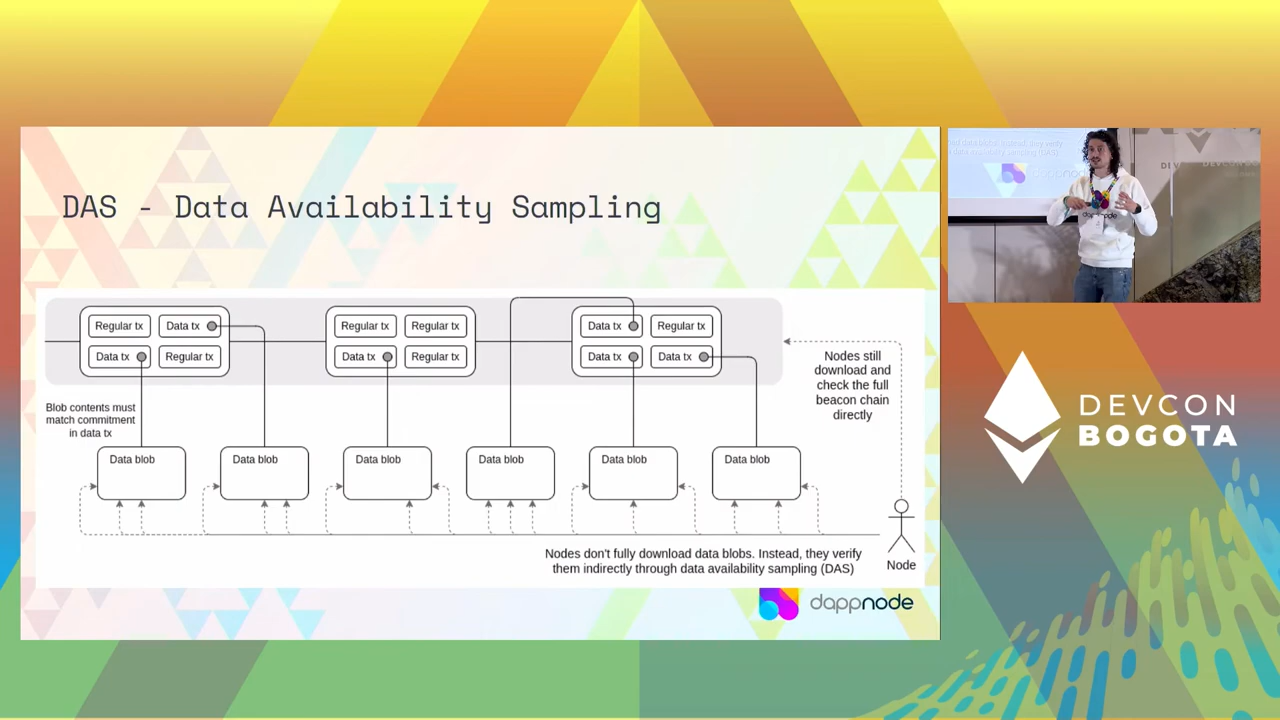 DAS - Data Availability Sampling
Regular tx
Data tx
Data tx
Regular tx
Regular tx
Regular tx
Data tx
Regular tx
Data tx
Regular tx
Data tx
Data tx
Nodes still
download and
check the full
beacon chain
directly
Blob contents must
match commitment
in data tx
Data blob
Data blob
Data blob
Data blob
Data blob
Data blob
Nodes don't fully download data blobs. Instead, they verify
them indirectly through data availability sampling (DAS)
Node
dappnode
dappnode
dappnode
DEVCON
BOGOTA